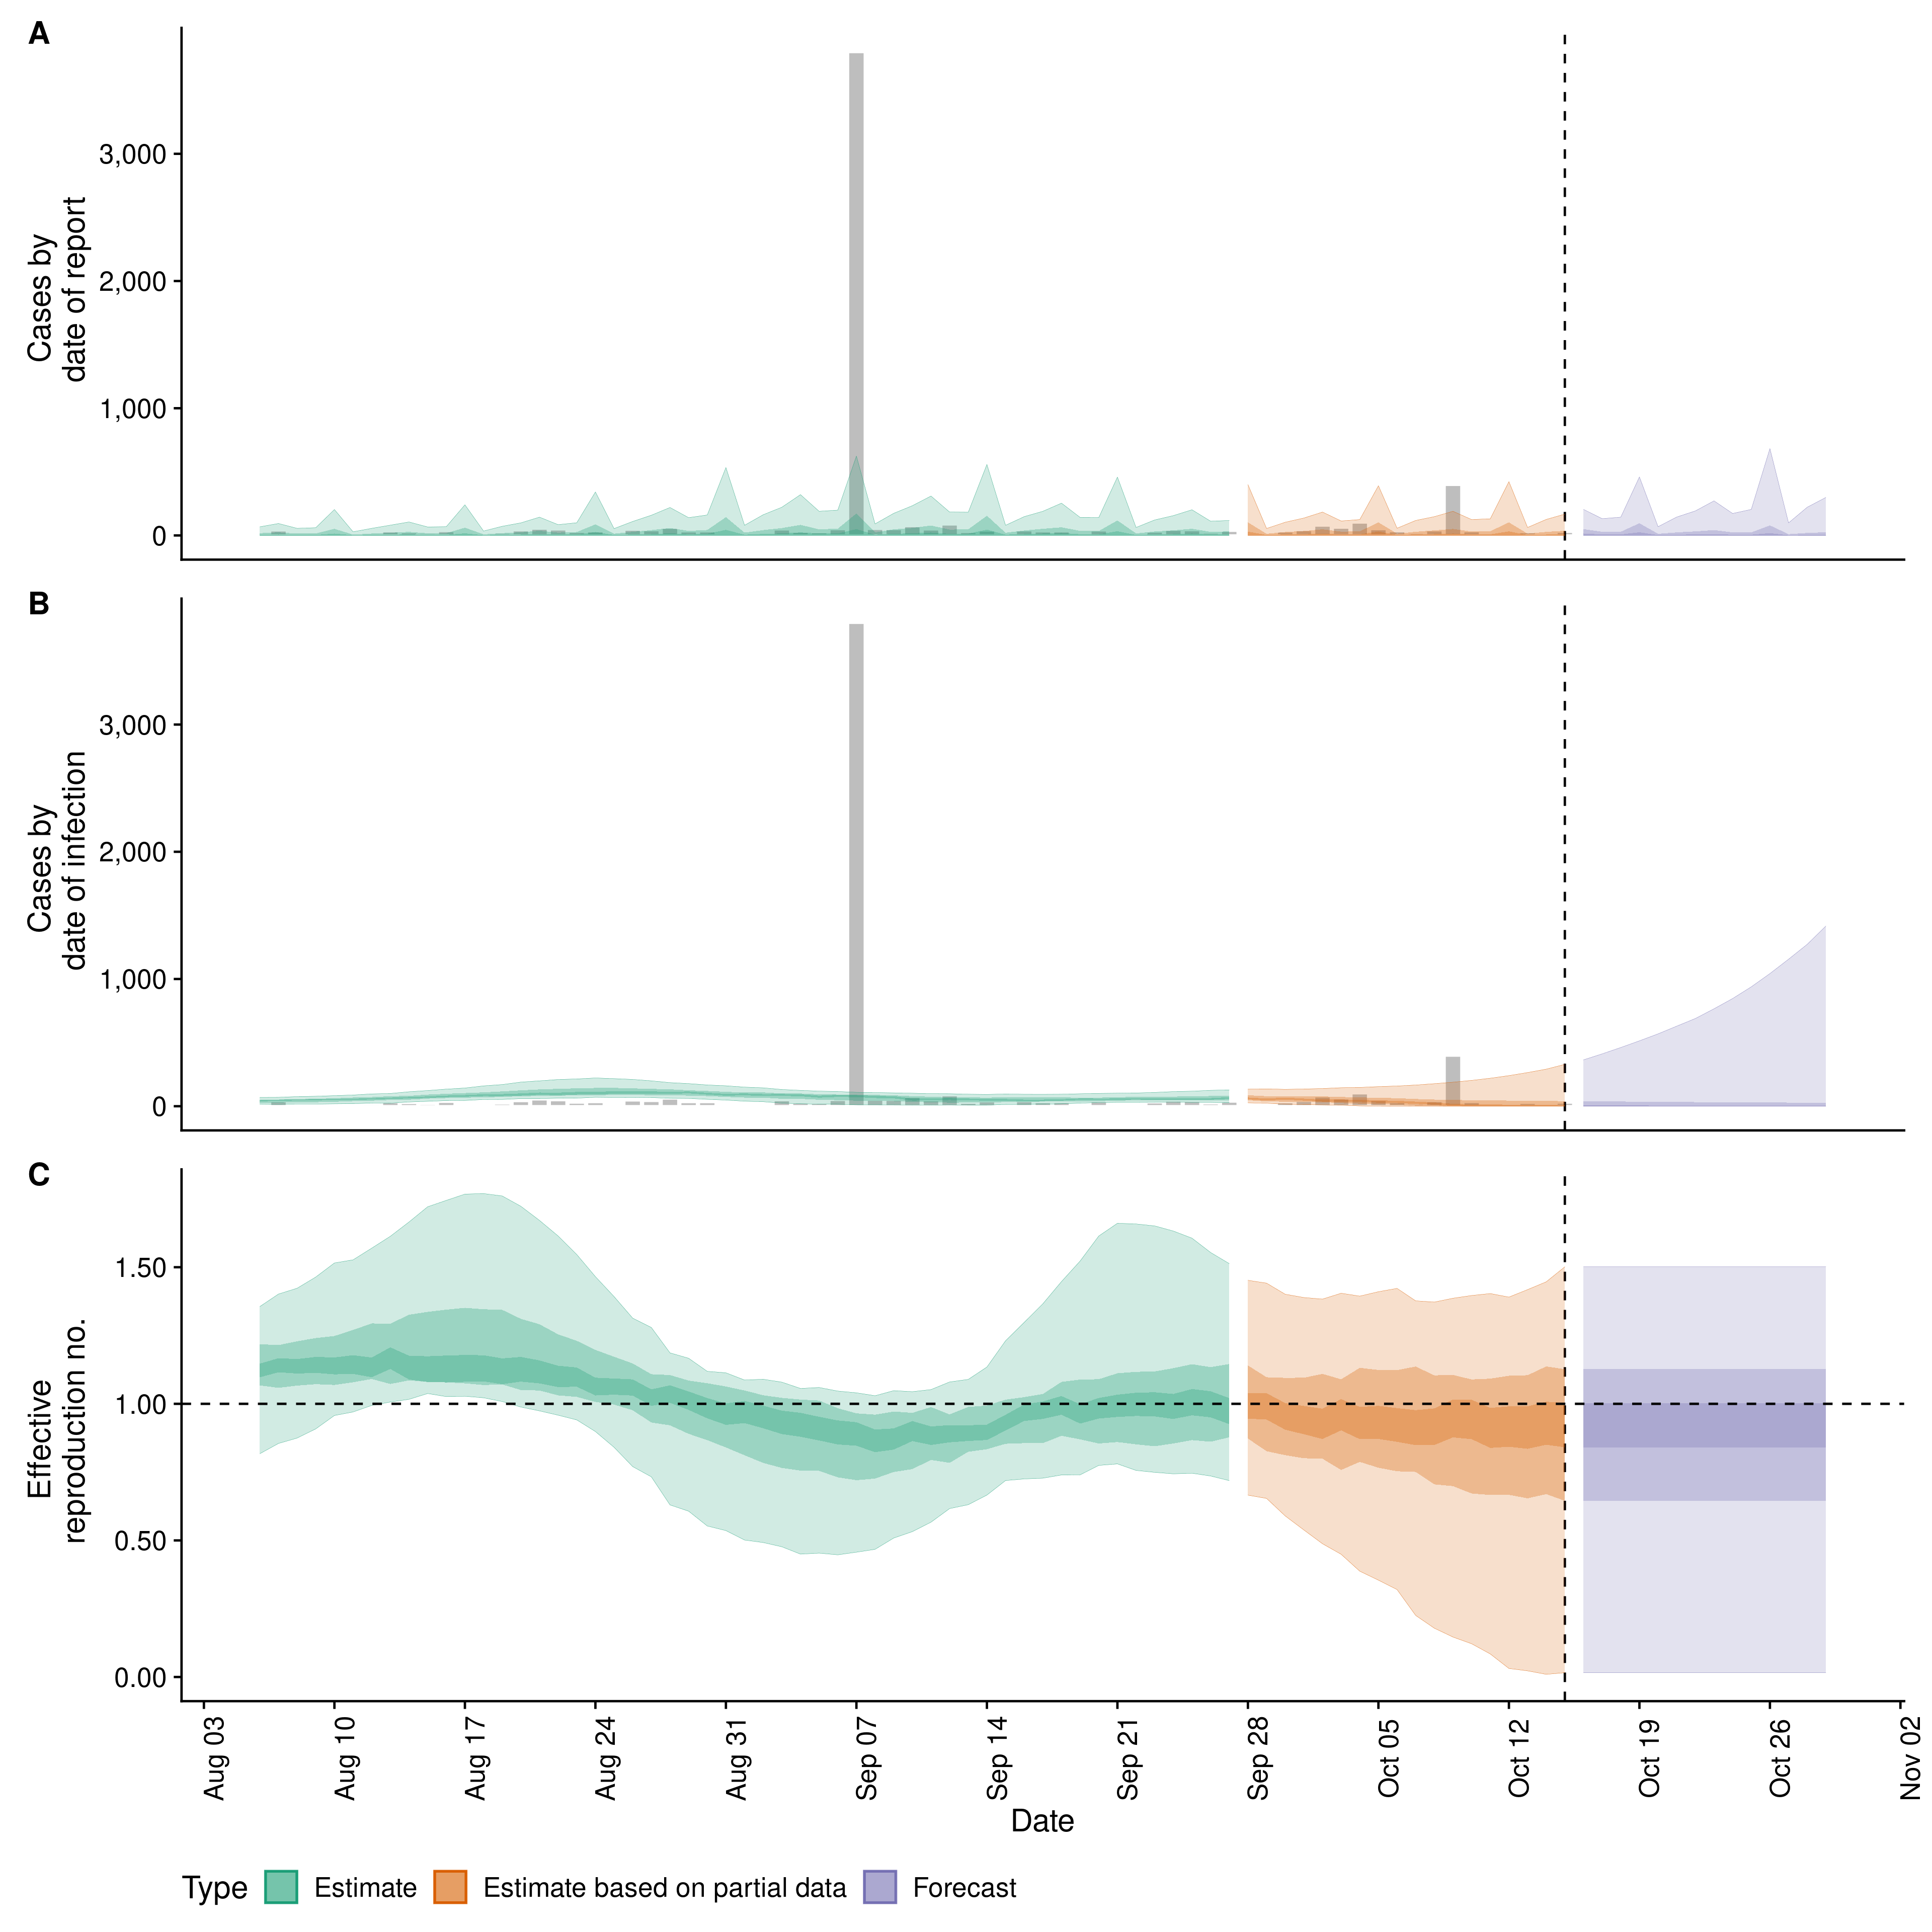 A
Cases by
date of report
3,000
2,000
1,000
0
B
Cases by
date of infection
3,000
2,000
1,000
0
C
Effective
reproduction no.
1.50
1.00
0.50
0.00
Aug 03
Aug 10
Aug 17
Aug 24
Aug 31
Sep 07
Sep 14
Sep 21
Sep 28
Oct 05
Oct 12
Oct 19
Oct 26
Nov 02
Date
Type Estimate Estimate based on partial data Forecast